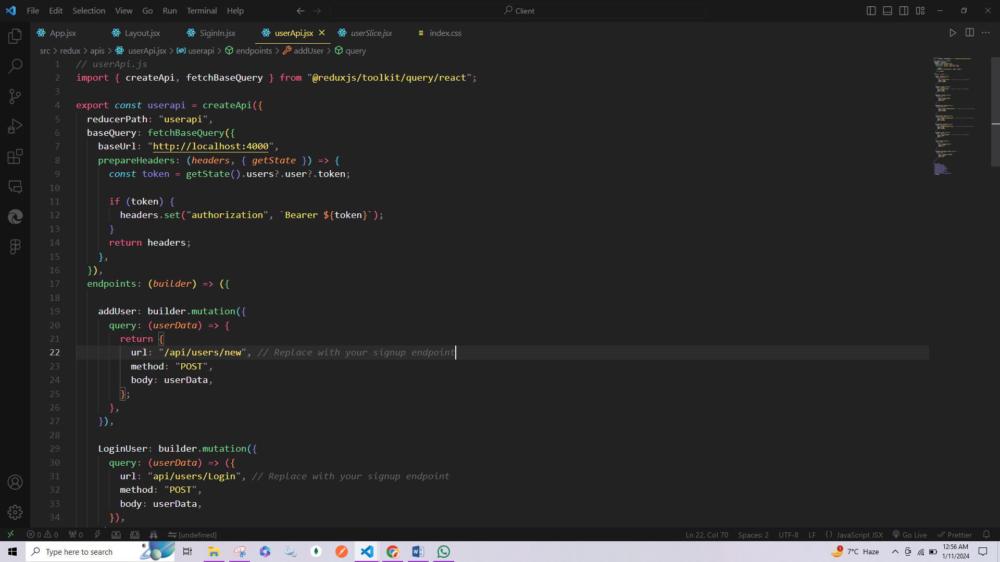 File Edit Selection View Go Run Terminal Help Client
App.jsx Layout.jsx SiginIn.jsx userApi.jsx userSlice.jsx index.css
src > redux > apis > userApi.jsx > userapi > endpoints > addUser > query
1 // userApi.js
2 import { createApi, fetchBaseQuery } from "@reduxjs/toolkit/query/react";
3
4 export const userapi = createApi({
5 reducerPath: "userapi",
6 baseQuery: fetchBaseQuery({
7 baseUrl: "http://localhost:4000",
8 prepareHeaders: (headers, { getState }) => {
9 const token = getState().users?.user?.token;
10
11 if (token) {
12 headers.set("authorization", `Bearer ${token}`);
13 }
14 return headers;
15 },
16 }),
17 endpoints: (builder) => ({
18
19 addUser: builder.mutation({
20 query: (userData) => {
21 return {
22 url: "/api/users/new", // Replace with your signup endpoint
23 method: "POST",
24 body: userData,
25 };
26 },
27 }),
28
29 LoginUser: builder.mutation({
30 query: (userData) => ({
31 url: "api/users/Login", // Replace with your signup endpoint
32 method: "POST",
33 body: userData,
34 }),
0 0 0 [undefined] Ln 22, Col 70 Spaces: 2 UTF-8 LF { } JavaScript JSX Go Live Prettier
Type here to search 1 7°C Haze 12:56 AM
1/11/2024